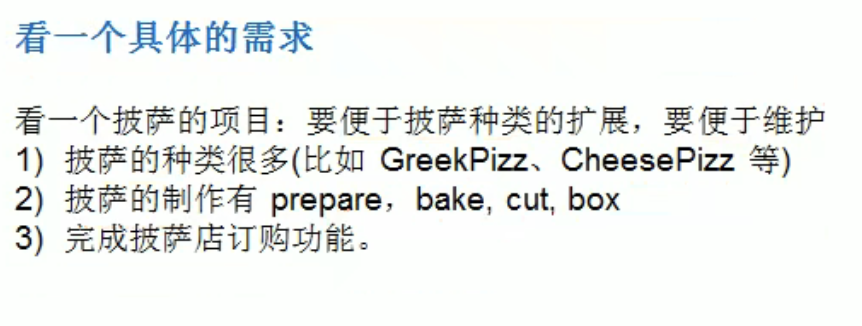 看一个具体的需求
看一个披萨的项目：要便于披萨种类的扩展，要便于维护
1) 披萨的种类很多(比如 GreekPizz、CheesePizz 等)
2) 披萨的制作有 prepare，bake, cut, box
3) 完成披萨店订购功能。